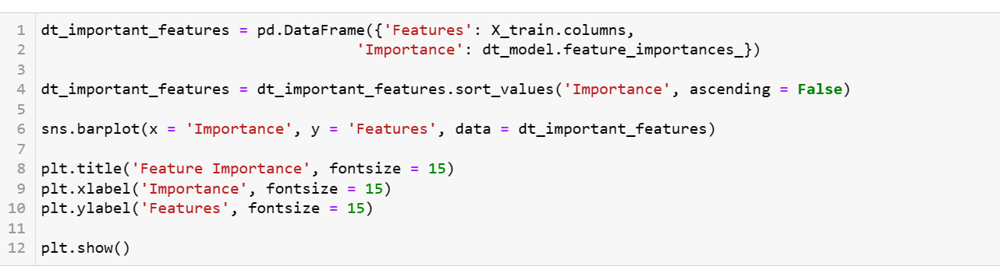 1 dt_important_features = pd.DataFrame({'Features': X_train.columns,
2                                    'Importance': dt_model.feature_importances_})
3
4 dt_important_features = dt_important_features.sort_values('Importance', ascending = False)
5
6 sns.barplot(x = 'Importance', y = 'Features', data = dt_important_features)
7
8 plt.title('Feature Importance', fontsize = 15)
9 plt.xlabel('Importance', fontsize = 15)
10 plt.ylabel('Features', fontsize = 15)
11
12 plt.show()